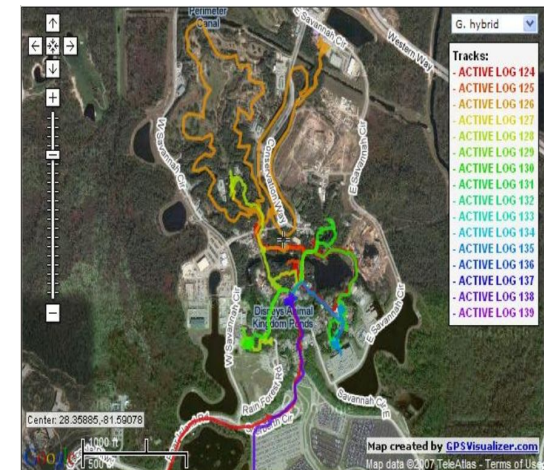 Perimeter
Canal
E Savannah Cir
Western Way
G. hybrid
Tracks:
- ACTIVE LOG 124
- ACTIVE LOG 125
- ACTIVE LOG 126
- ACTIVE LOG 127
- ACTIVE LOG 128
- ACTIVE LOG 129
- ACTIVE LOG 130
- ACTIVE LOG 131
- ACTIVE LOG 132
- ACTIVE LOG 133
- ACTIVE LOG 134
- ACTIVE LOG 135
- ACTIVE LOG 136
- ACTIVE LOG 137
- ACTIVE LOG 138
- ACTIVE LOG 139
W Savannah Cir
Conservation Way
E Savannah Cir
Disneys Animal
Kingdom Ponds
W Savannah Cir
E Savannah Cir
Rain Forest Rd
Savannah Cir E
Center: 28.35885,-81.59078
1000 ft
500
Map created by GPSVisualizer.com
Map data ©2007 TeleAtlas - Terms of Use